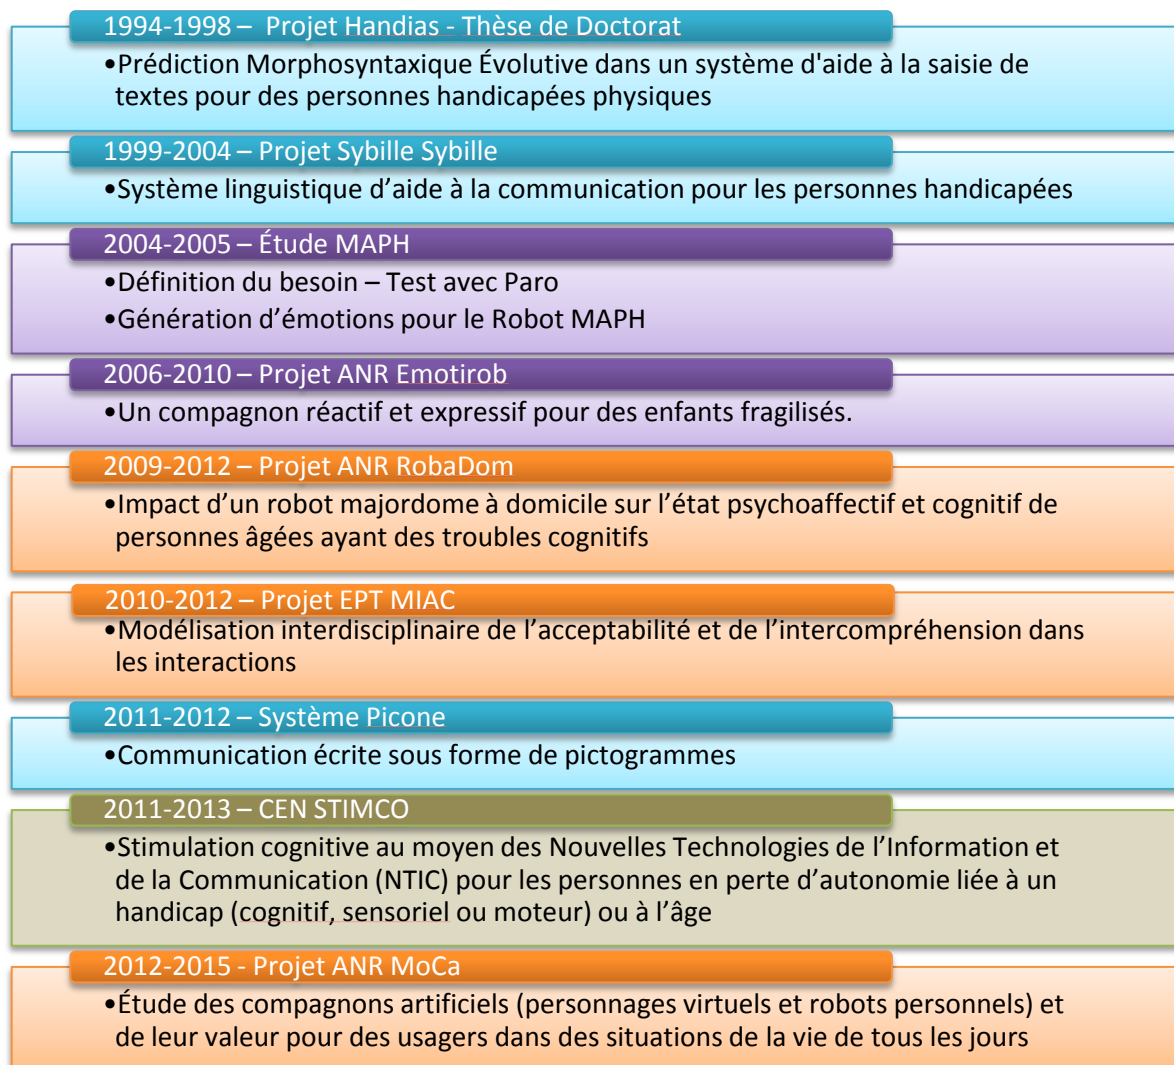 1994-1998 – Projet Handias - Thèse de Doctorat
•Prédiction Morphosyntaxique Évolutive dans un système d'aide à la saisie de
textes pour des personnes handicapées physiques
1999-2004 – Projet Sybille Sybille
•Système linguistique d’aide à la communication pour les personnes handicapées
2004-2005 – Étude MAPH
•Définition du besoin – Test avec Paro
•Génération d’émotions pour le Robot MAPH
2006-2010 – Projet ANR Emotirob
•Un compagnon réactif et expressif pour des enfants fragilisés.
2009-2012 – Projet ANR RobaDom
•Impact d’un robot majordome à domicile sur l’état psychoaffectif et cognitif de
personnes âgées ayant des troubles cognitifs
2010-2012 – Projet EPT MIAC
•Modélisation interdisciplinaire de l’acceptabilité et de l’intercompréhension dans
les interactions
2011-2012 – Système Picone
•Communication écrite sous forme de pictogrammes
2011-2013 – CEN STIMCO
•Stimulation cognitive au moyen des Nouvelles Technologies de l’Information et
de la Communication (NTIC) pour les personnes en perte d’autonomie liée à un
handicap (cognitif, sensoriel ou moteur) ou à l’âge
2012-2015 - Projet ANR MoCa
•Étude des compagnons artificiels (personnages virtuels et robots personnels) et
de leur valeur pour des usagers dans des situations de la vie de tous les jours